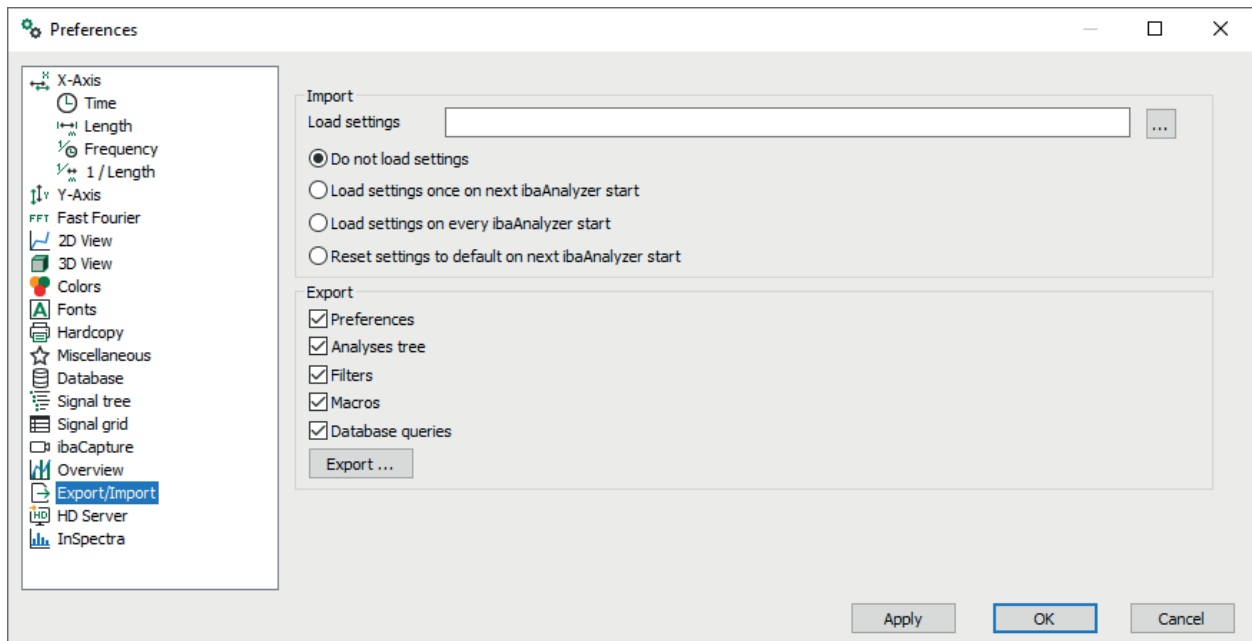 Preferences
X-Axis
Time
Length
Frequency
1 / Length
Y-Axis
FFT Fast Fourier
2D View
3D View
Colors
A Fonts
Hardcopy
Miscellaneous
Database
Signal tree
Signal grid
ibaCapture
Overview
Export/Import
HD HD Server
InSpectra
Import
Load settings
...
Do not load settings
Load settings once on next ibaAnalyzer start
Load settings on every ibaAnalyzer start
Reset settings to default on next ibaAnalyzer start
Export
Preferences
Analyses tree
Filters
Macros
Database queries
Export ...
Apply OK Cancel